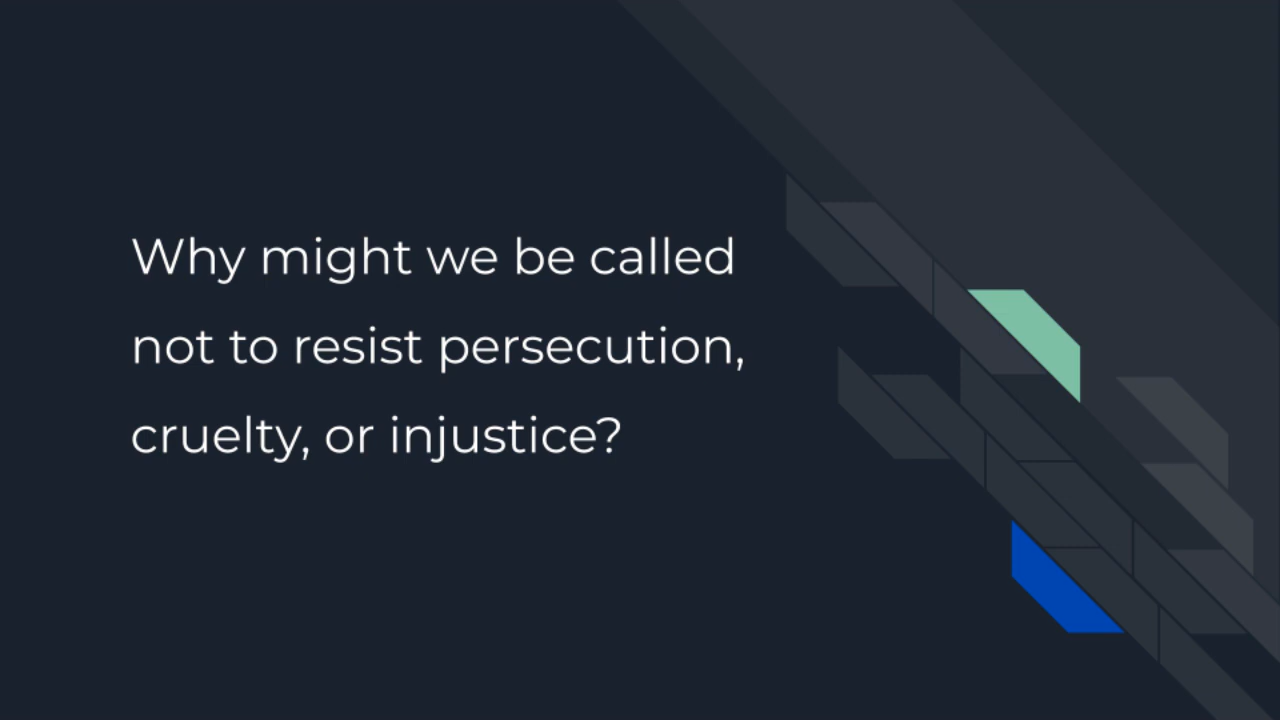 Why might we be called
not to resist persecution,
cruelty, or injustice?